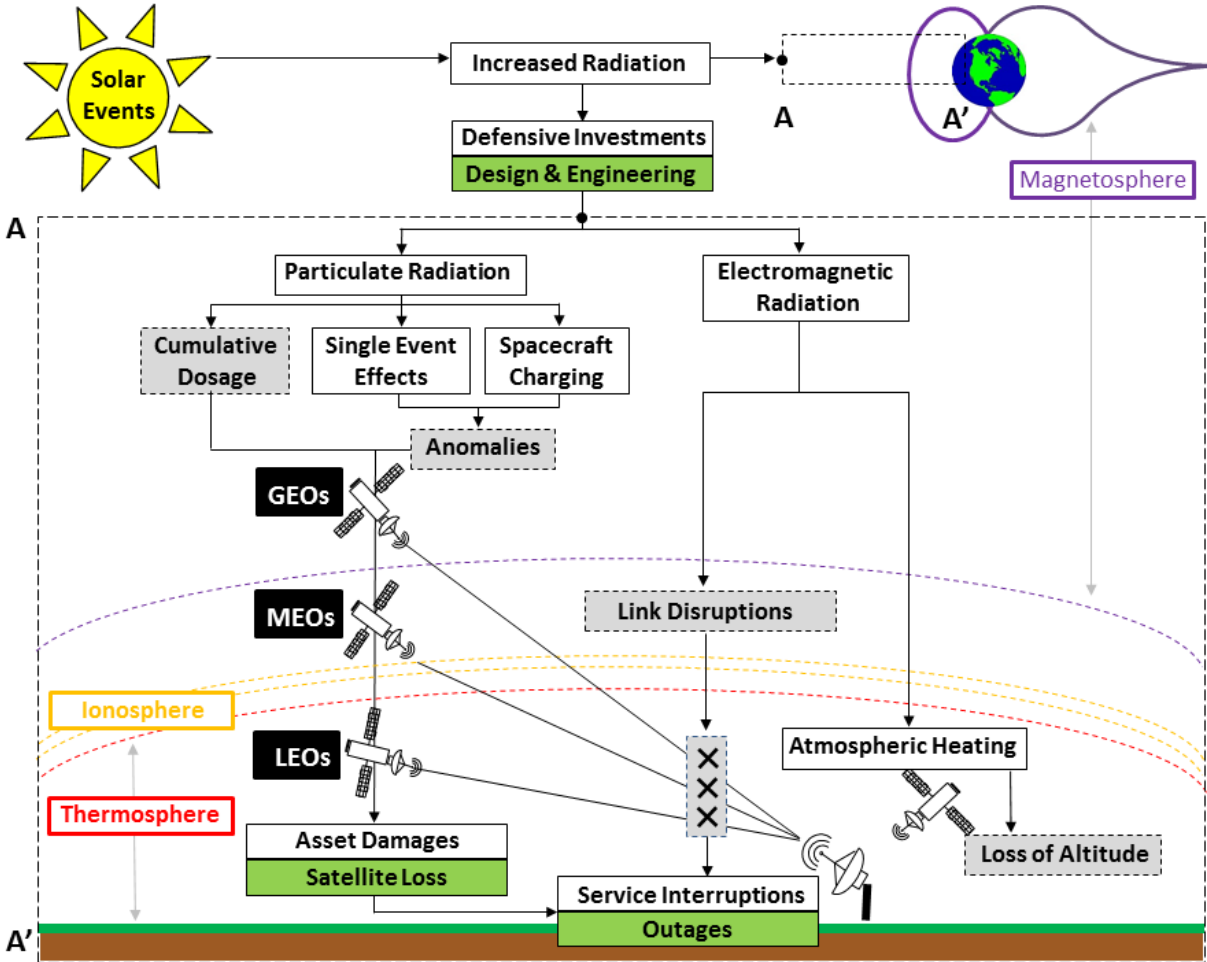 Solar
Events
Increased Radiation
A
A'
Defensive Investments
Design & Engineering
Magnetosphere
A
Particulate Radiation
Electromagnetic
Radiation
Cumulative
Dosage
Single Event
Effects
Spacecraft
Charging
Anomalies
GEOs
MEOs
Link Disruptions
Ionosphere
LEOs
Atmospheric Heating
Thermosphere
Asset Damages
Satellite Loss
Loss of Altitude
Service Interruptions
Outages
A'